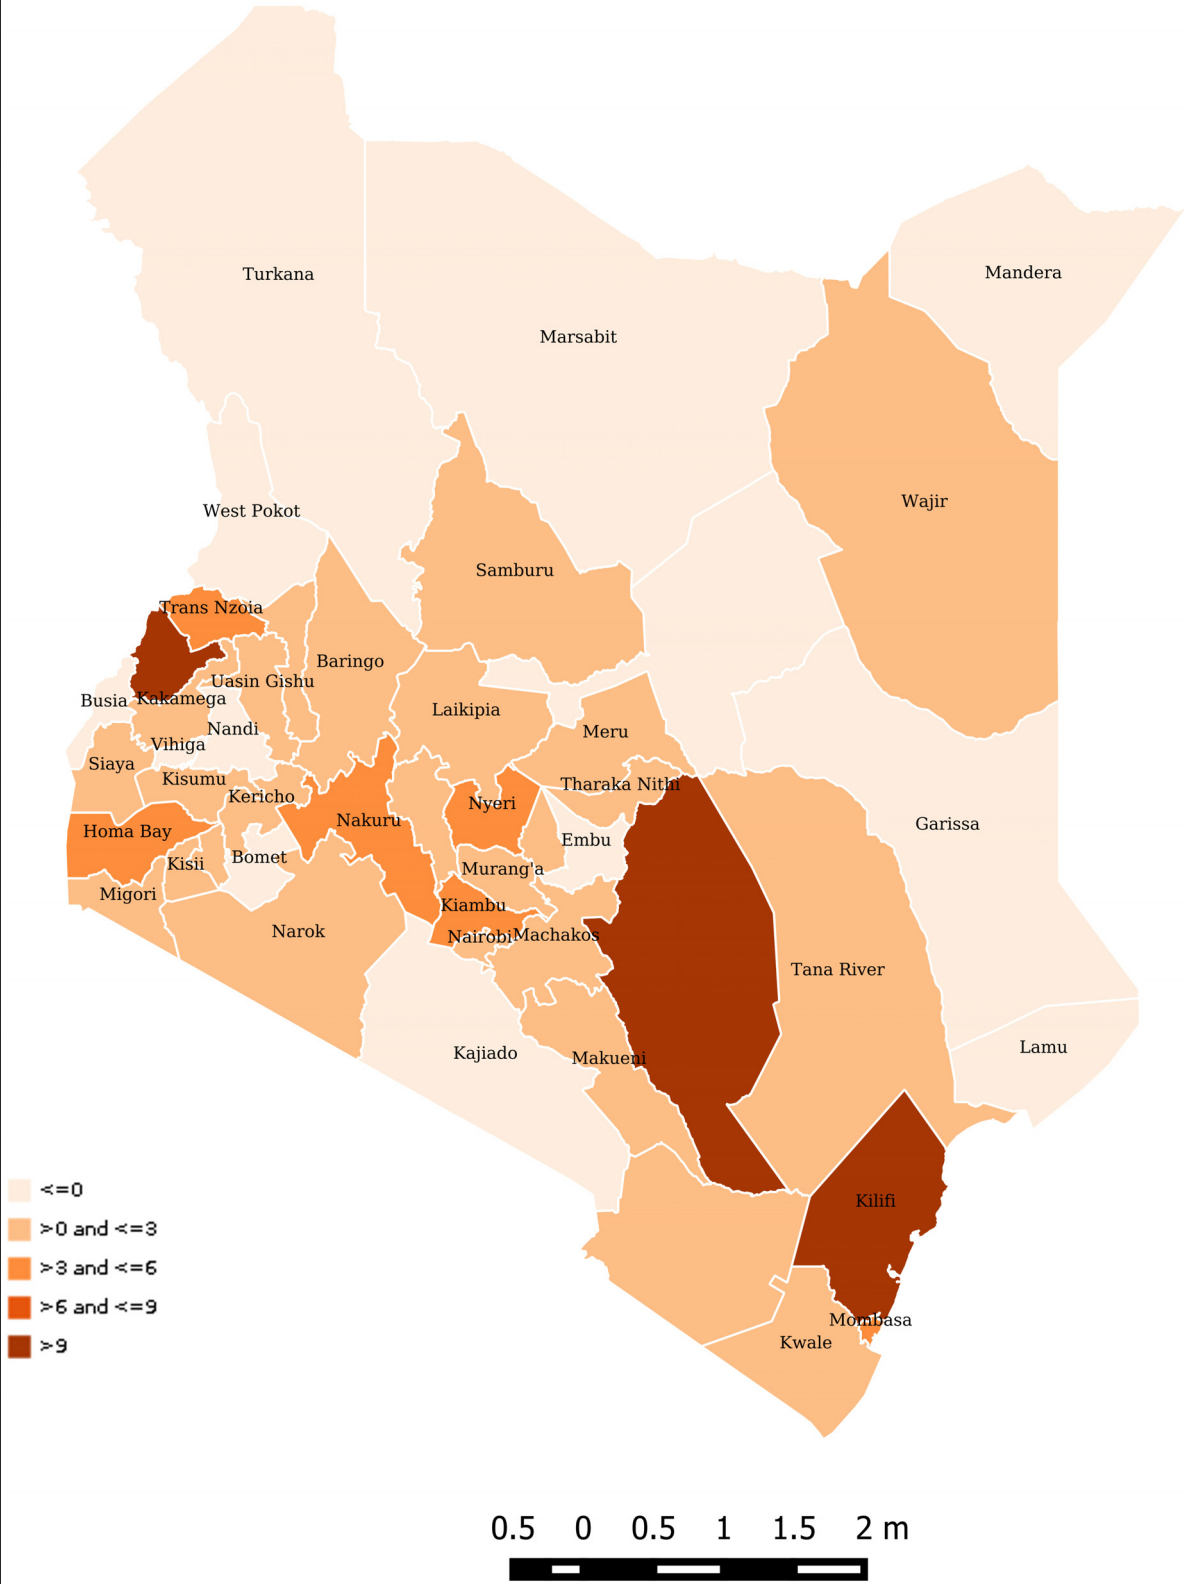 Turkana
Mandera
Marsabit
Wajir
West Pokot
Samburu
Trans Nzoia
Baringo
Uasin Gishu
Busia
Kakamega
Laikipia
Nandi
Meru
Vihiga
Siaya
Kisumu
Tharaka Nithi
Kericho
Nyeri
Nakuru
Garissa
Homa Bay
Embu
Bomet
Kisii
Murang'a
Migori
Kiambu
Narok
Nairobi
Machakos
Tana River
Lamu
Kajiado
Makueni
Kilifi
Mombasa
Kwale
<=0
>0 and <=3
>3 and <=6
>6 and <=9
>9
0.5 0 0.5 1 1.5 2 m